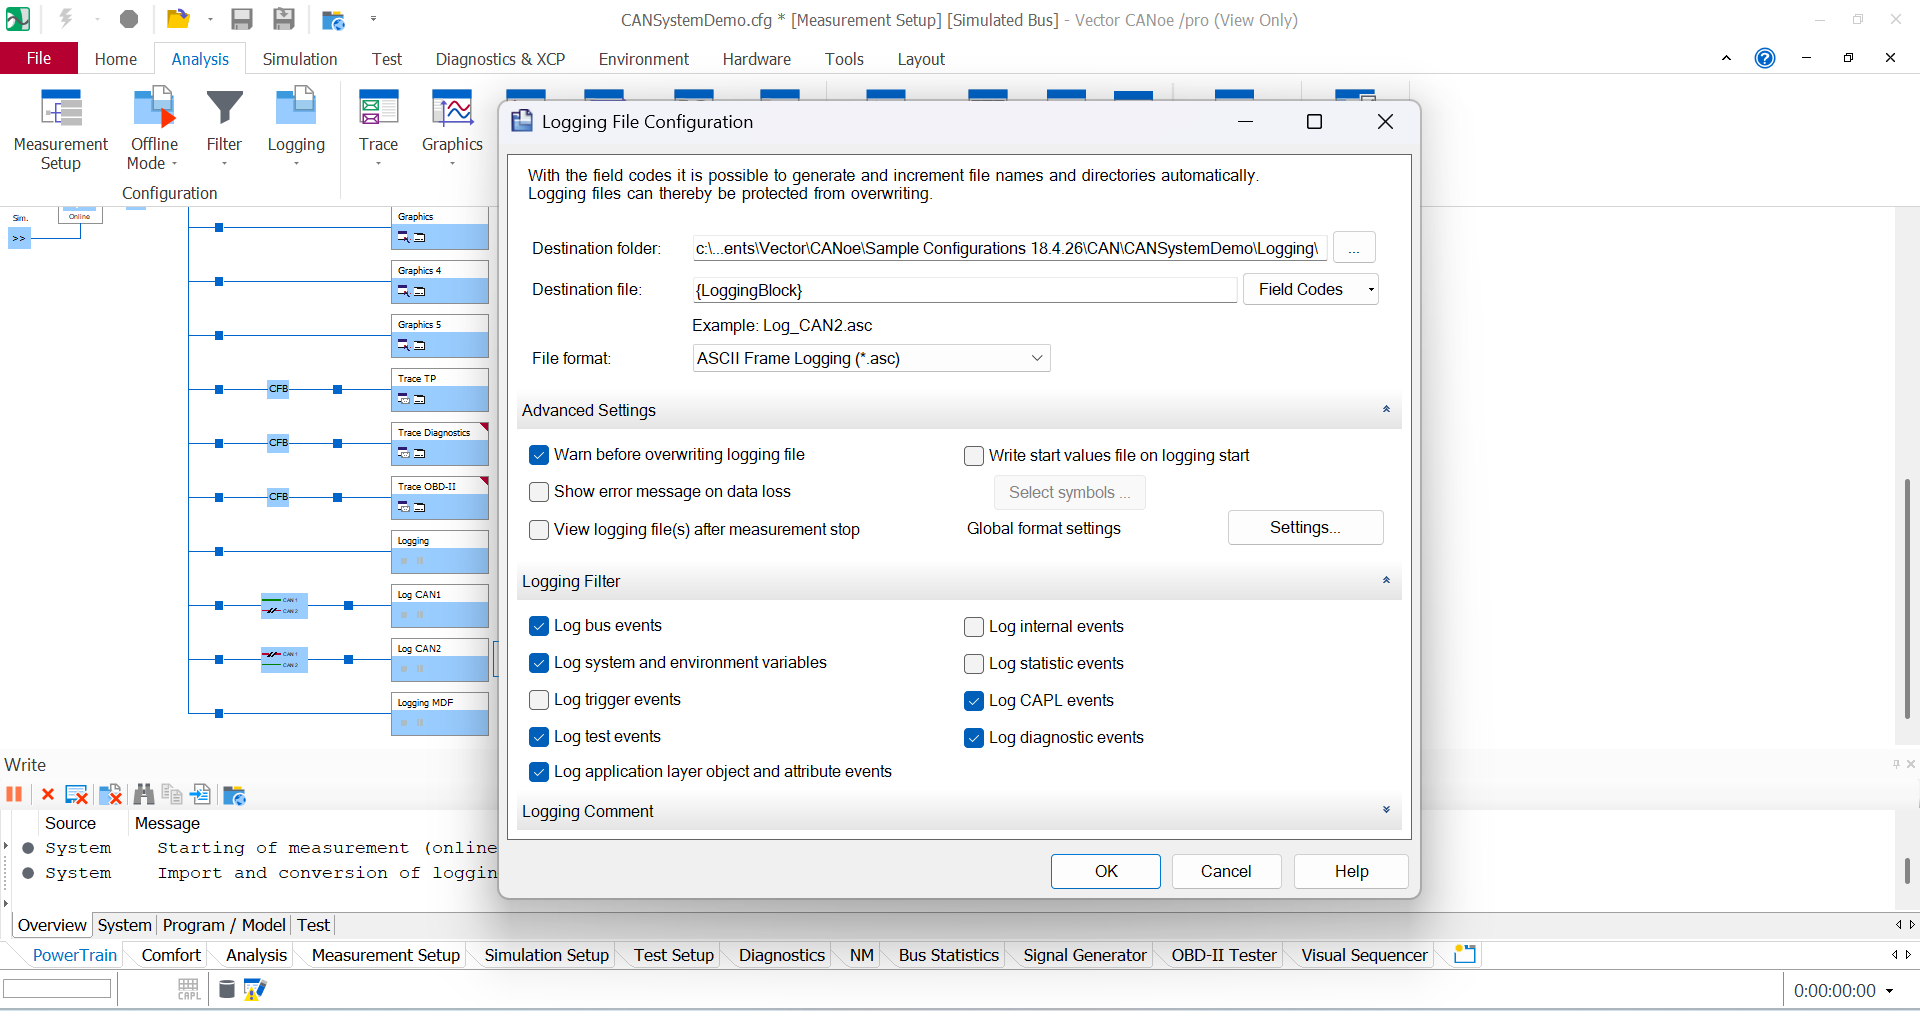 CANSystemDemo.cfg * [Measurement Setup] [Simulated Bus] - Vector CANoe /pro (View Only)
File Home Analysis Simulation Test Diagnostics & XCP Environment Hardware Tools Layout
Measurement Setup
Offline Mode
Filter
Logging
Trace
Graphics
Configuration
Sim.
>>
Online
Graphics
Graphics 4
Graphics 5
CFB
Trace TP
CFB
Trace Diagnostics
CFB
Trace OBD-II
Logging
CAN 1
CAN 2
Log CAN1
CAN 1
CAN 2
Log CAN2
Logging MDF
Logging File Configuration
With the field codes it is possible to generate and increment file names and directories automatically.
Logging files can thereby be protected from overwriting.
Destination folder: c:\...ents\Vector\CANoe\Sample Configurations 18.4.26\CAN\CANSystemDemo\Logging\ ...
Destination file: {LoggingBlock} Field Codes
Example: Log_CAN2.asc
File format: ASCII Frame Logging (*.asc)
Advanced Settings
Warn before overwriting logging file
Write start values file on logging start
Show error message on data loss
Select symbols ...
View logging file(s) after measurement stop
Global format settings Settings...
Logging Filter
Log bus events
Log internal events
Log system and environment variables
Log statistic events
Log trigger events
Log CAPL events
Log test events
Log diagnostic events
Log application layer object and attribute events
Logging Comment
OK Cancel Help
Write
Source Message
System Starting of measurement (online
System Import and conversion of loggin
Overview System Program / Model Test
PowerTrain Comfort Analysis Measurement Setup Simulation Setup Test Setup Diagnostics NM Bus Statistics Signal Generator OBD-II Tester Visual Sequencer
CAPL
0:00:00:00